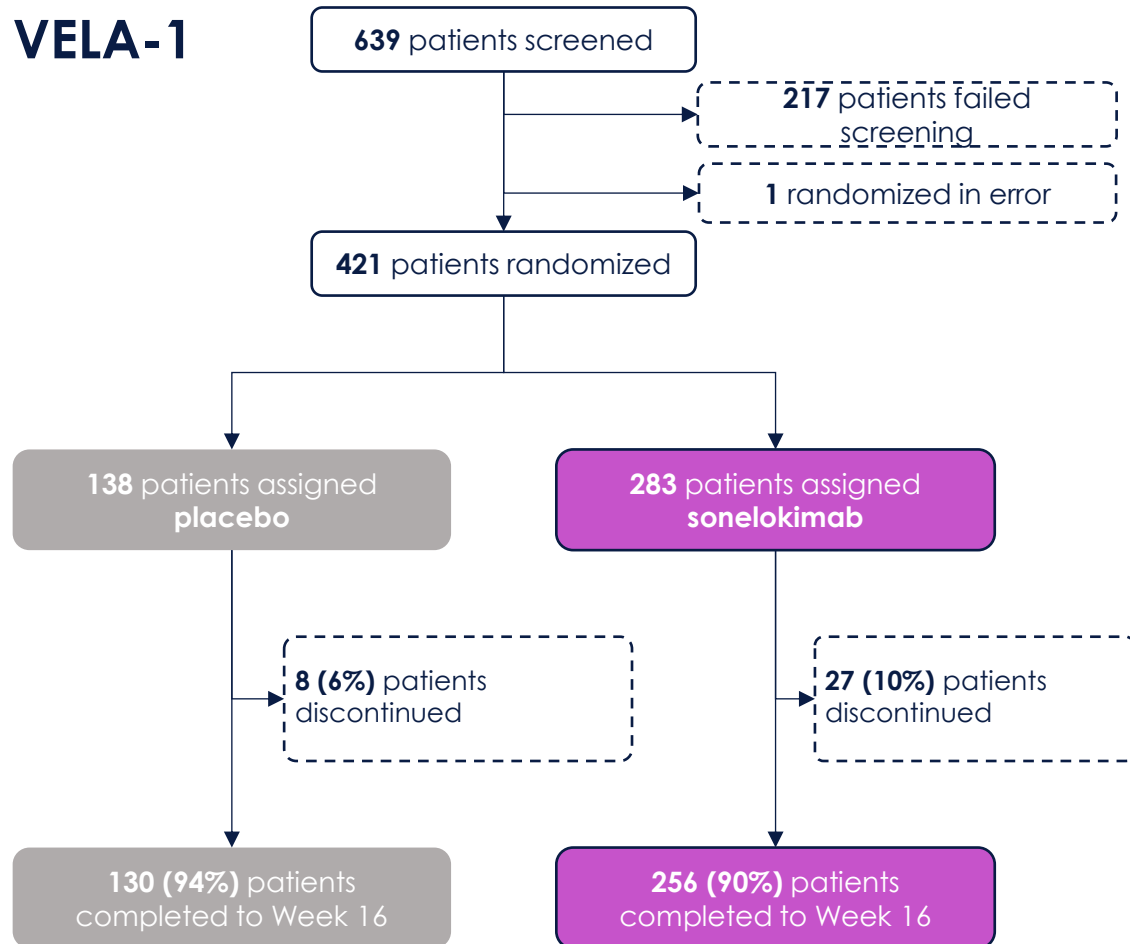 VELA-1
639 patients screened
217 patients failed
screening
1 randomized in error
421 patients randomized
138 patients assigned
placebo
283 patients assigned
sonelokimab
8 (6%) patients
discontinued
27 (10%) patients
discontinued
130 (94%) patients
completed to Week 16
256 (90%) patients
completed to Week 16